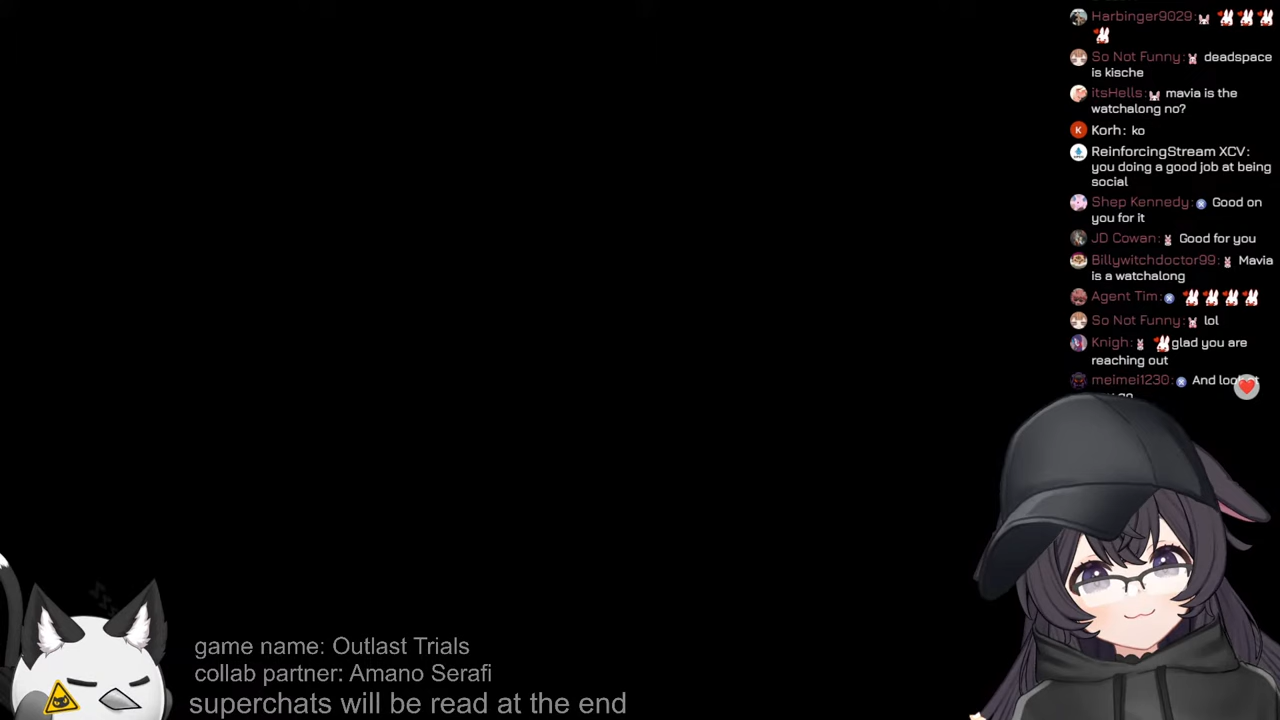 Harbinger9029:
So Not Funny: deadspace
is kische
itsHells: mavia is the
watchalong no?
K Korh: ko
ReinforcingStream XCV:
you doing a good job at being
social
Shep Kennedy: Good on
you for it
JD Cowan: Good for you
Billywitchdoctor99: Mavia
is a watchalong
Agent Tim:
So Not Funny: lol
Knigh: glad you are
reaching out
meimei1230: And
game name: Outlast Trials
collab partner: Amano Serafi
superchats will be read at the end